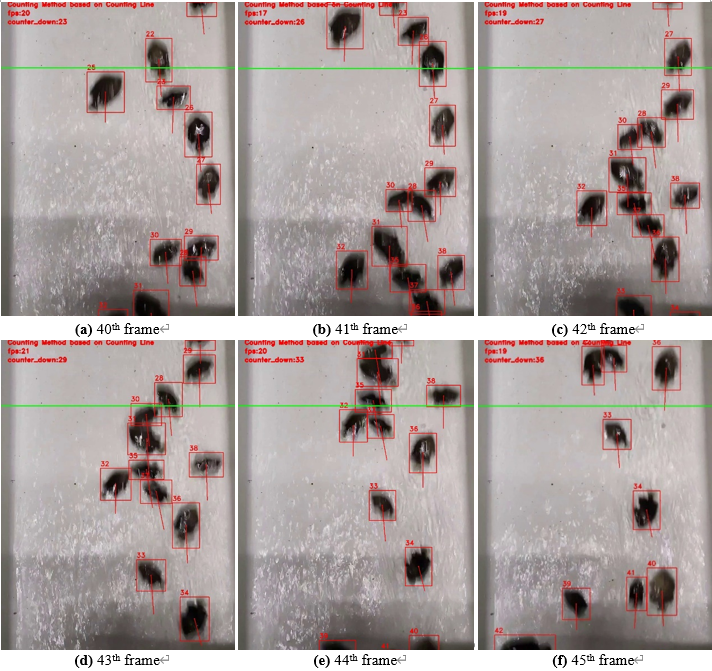 Counting Method based on Counting Line
fps:20
counter_down:23
22
25
26
27
30
29
31
(a) 40th frame
Counting Method based on Counting Line
fps:17
counter_down:26
23
27
29
30
28
31
32
38
(b) 41th frame
Counting Method based on Counting Line
fps:19
counter_down:27
27
29
28
30
31
38
32
(c) 42th frame
Counting Method based on Counting Line
fps:21
counter_down:29
29
28
30
38
35
32
36
33
34
(d) 43th frame
Counting Method based on Counting Line
fps:20
counter_down:33
38
35
32
36
33
34
40
(e) 44th frame
Counting Method based on Counting Line
fps:19
counter_down:36
36
33
34
41
40
39
42
(f) 45th frame